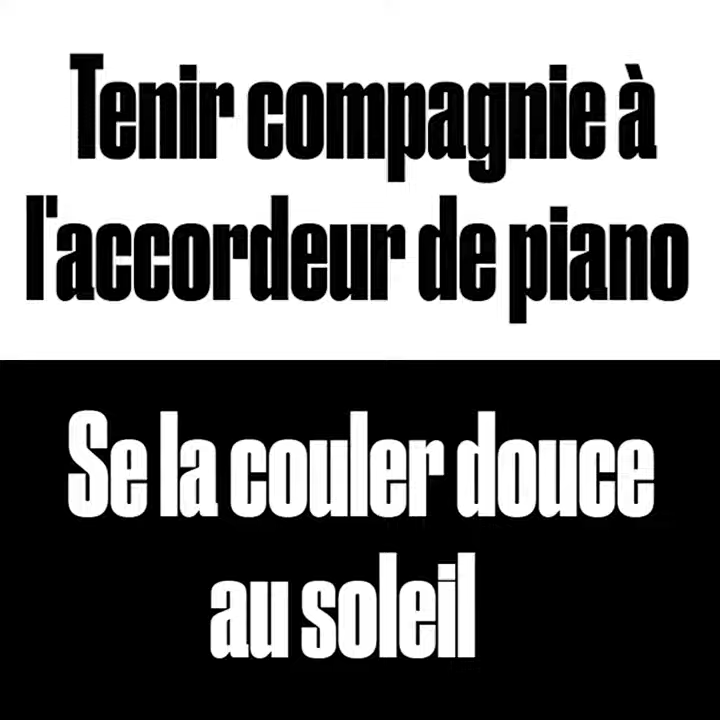 Tenir compagnie à
l'accordeur de piano
Se la couler douce
au soleil